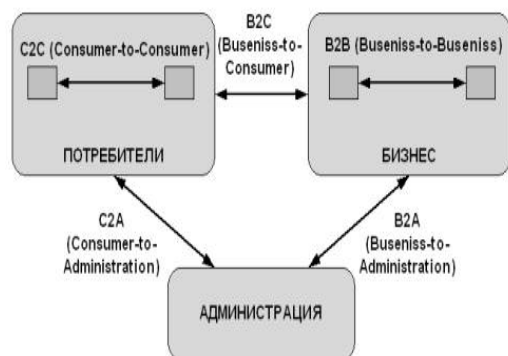 C2C (Consumer-to-Consumer)
ПОТРЕБИТЕЛИ
B2C
(Buseniss-to-
Consumer)
B2B (Buseniss-to-Buseniss)
БИЗНЕС
C2A
(Consumer-to-
Administration)
B2A
(Buseniss-to-
Administration)
АДМИНИСТРАЦИЯ